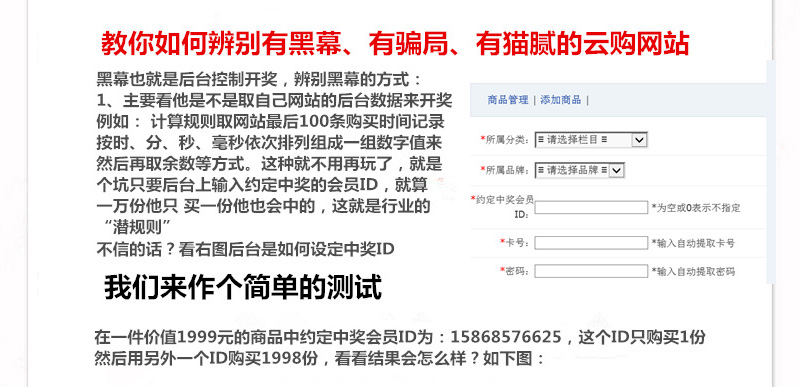 教你如何辨别有黑幕、有骗局、有猫腻的云购网站
黑幕也就是后台控制开奖，辨别黑幕的方式：
1、主要看他是不是取自己网站的后台数据来开奖
例如： 计算规则取网站最后100条购买时间记录
按时、分、秒、毫秒依次排列组成一组数字值来
然后再取余数等方式。这种就不用再玩了，就是
个坑只要后台上输入约定中奖的会员ID，就算
一万份他只 买一份他也会中的，这就是行业的
“潜规则”
不信的话？看右图后台是如何设定中奖ID
商品管理 | 添加商品 |
*所属分类： ≡ 请选择栏目 ≡
*所属品牌： ≡ 请选择品牌 ≡
*约定中奖会员
ID： *为空或0表示不指定
*卡号： *输入自动提取卡号
*密码： *输入自动提取密码
我们来作个简单的测试
在一件价值1999元的商品中约定中奖会员ID为：15868576625，这个ID只购买1份
然后用另外一个ID购买1998份，看看结果会怎么样？如下图：